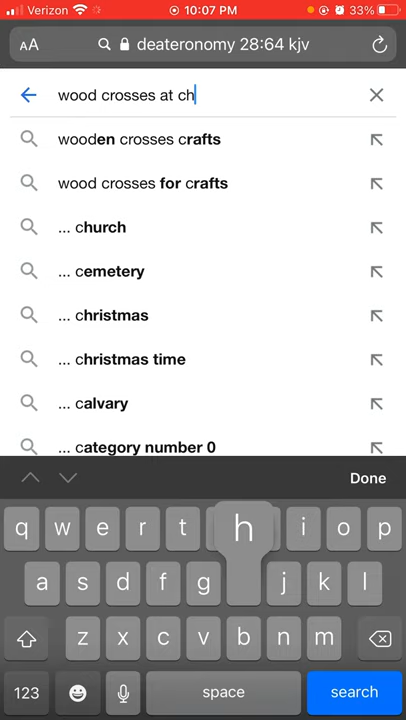 Verizon 10:07 PM 33%
AA deateronomy 28:64 kjv
wood crosses at ch
wooden crosses crafts
wood crosses for crafts
... church
... cemetery
... christmas
... christmas time
... calvary
... category number 0
Done
q w e r t h i o p
a s d f g j k l
z x c v b n m
123 space search